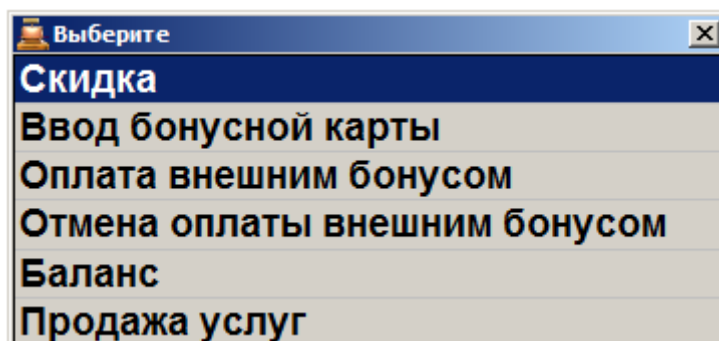 Выберите
Скидка
Ввод бонусной карты
Оплата внешним бонусом
Отмена оплаты внешним бонусом
Баланс
Продажа услуг